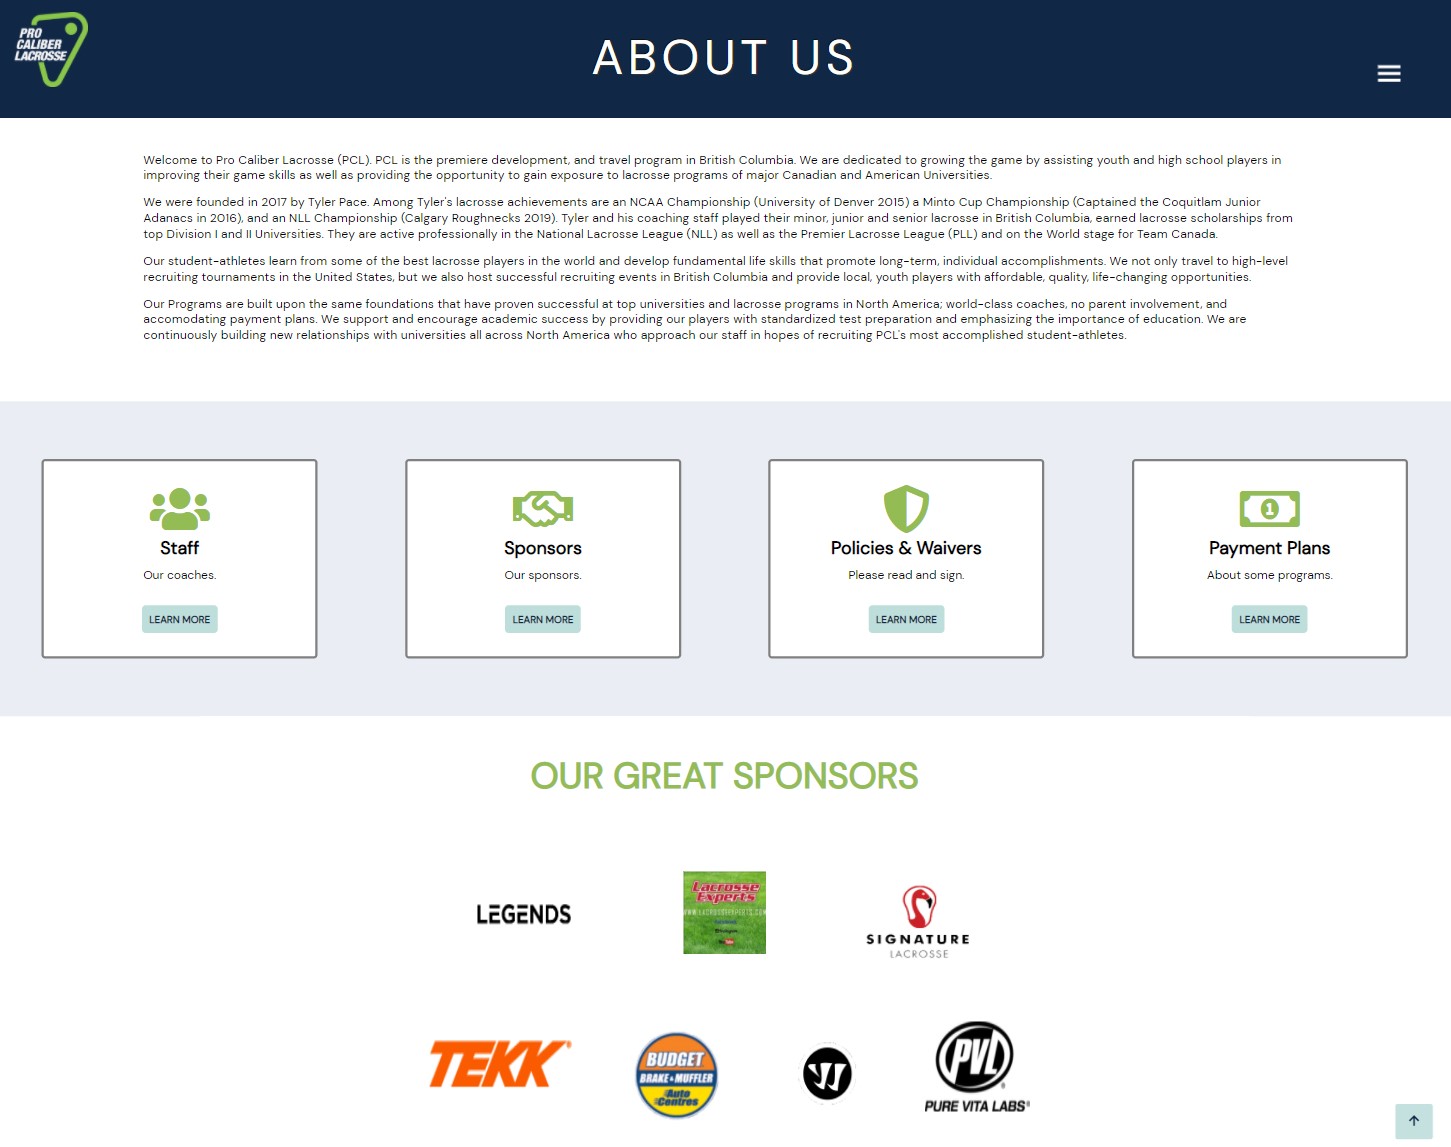 PRO
CALIBER
LACROSSE
ABOUT US
Welcome to Pro Caliber Lacrosse (PCL). PCL is the premiere development, and travel program in British Columbia. We are dedicated to growing the game by assisting youth and high school players in
improving their game skills as well as providing the opportunity to gain exposure to lacrosse programs of major Canadian and American Universities.
We were founded in 2017 by Tyler Pace. Among Tyler's lacrosse achievements are an NCAA Championship (University of Denver 2015) a Minto Cup Championship (Captained the Coquitlam Junior
Adanacs in 2016), and an NLL Championship (Calgary Roughnecks 2019). Tyler and his coaching staff played their minor, junior and senior lacrosse in British Columbia, earned lacrosse scholarships from
top Division I and II Universities. They are active professionally in the National Lacrosse League (NLL) as well as the Premier Lacrosse League (PLL) and on the World stage for Team Canada.
Our student-athletes learn from some of the best lacrosse players in the world and develop fundamental life skills that promote long-term, individual accomplishments. We not only travel to high-level
recruiting tournaments in the United States, but we also host successful recruiting events in British Columbia and provide local, youth players with affordable, quality, life-changing opportunities.
Our Programs are built upon the same foundations that have proven successful at top universities and lacrosse programs in North America; world-class coaches, no parent involvement, and
accomodating payment plans. We support and encourage academic success by providing our players with standardized test preparation and emphasizing the importance of education. We are
continuously building new relationships with universities all across North America who approach our staff in hopes of recruiting PCL's most accomplished student-athletes.
Staff
Our coaches.
LEARN MORE
Sponsors
Our sponsors.
LEARN MORE
Policies & Waivers
Please read and sign.
LEARN MORE
1
Payment Plans
About some programs.
LEARN MORE
OUR GREAT SPONSORS
LEGENDS
Lacrosse
Experts
WWW.LACROSSEEXPERTS.COM
SIGNATURE
LACROSSE
TEKK®
BUDGET
BRAKE & MUFFLER
Auto
Centres
W
PVL®
PURE VITA LABS®